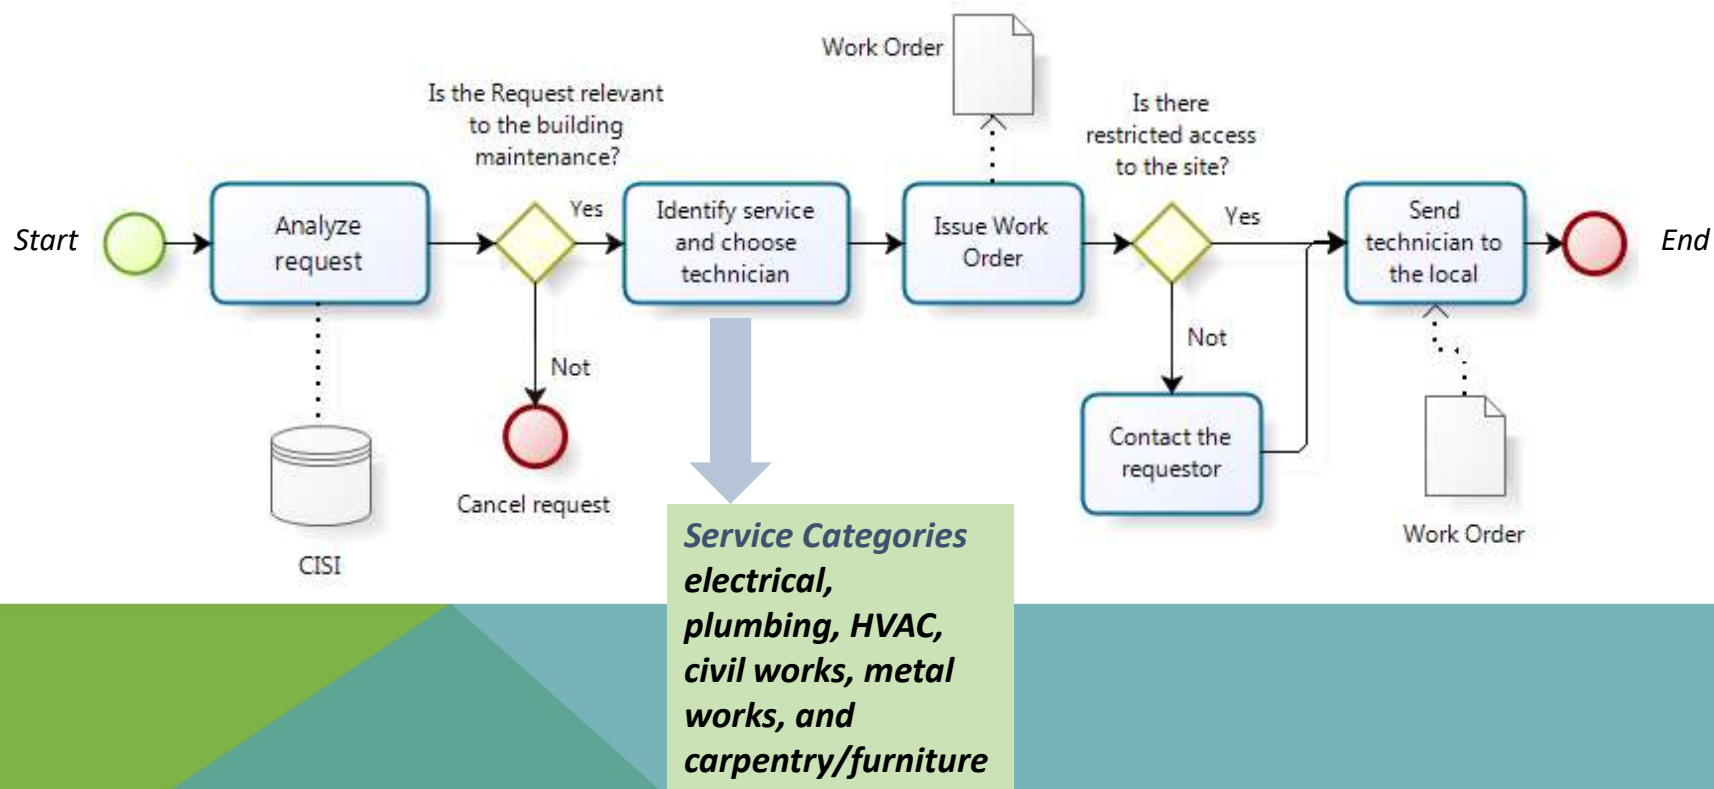 Work Order
Is the Request relevant
to the building
maintenance?
Is there
restricted access
to the site?
Start
Analyze
request
Yes
Identify service
and choose
technician
Issue Work
Order
Yes
Send
technician to
the local
End
Not
Not
Cancel request
Contact the
requestor
Work Order
CISI
Service Categories
electrical,
plumbing, HVAC,
civil works, metal
works, and
carpentry/furniture